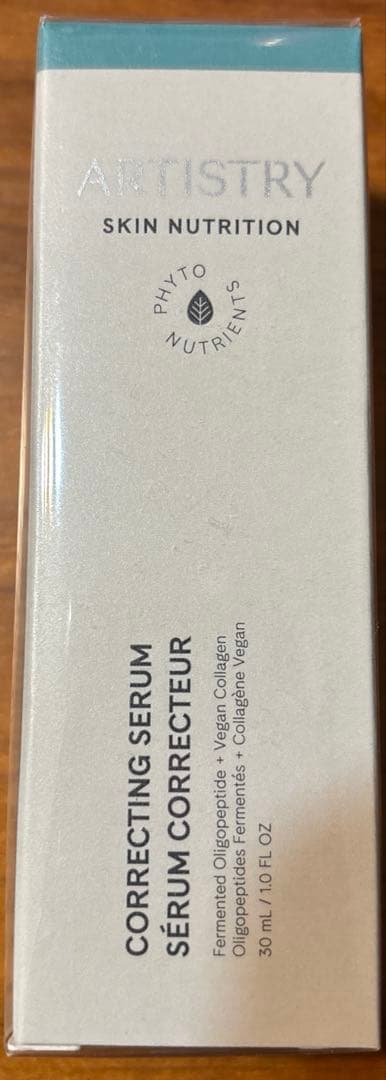 ARTISTRY
SKIN NUTRITION
PHYTO
NUTRIENTS
CORRECTING SERUM
SÉRUM CORRECTEUR
Fermented Oligopeptide + Vegan Collagen
Oligopeptides Fermentés + Collagène Vegan
30 mL / 1.0 FL OZ